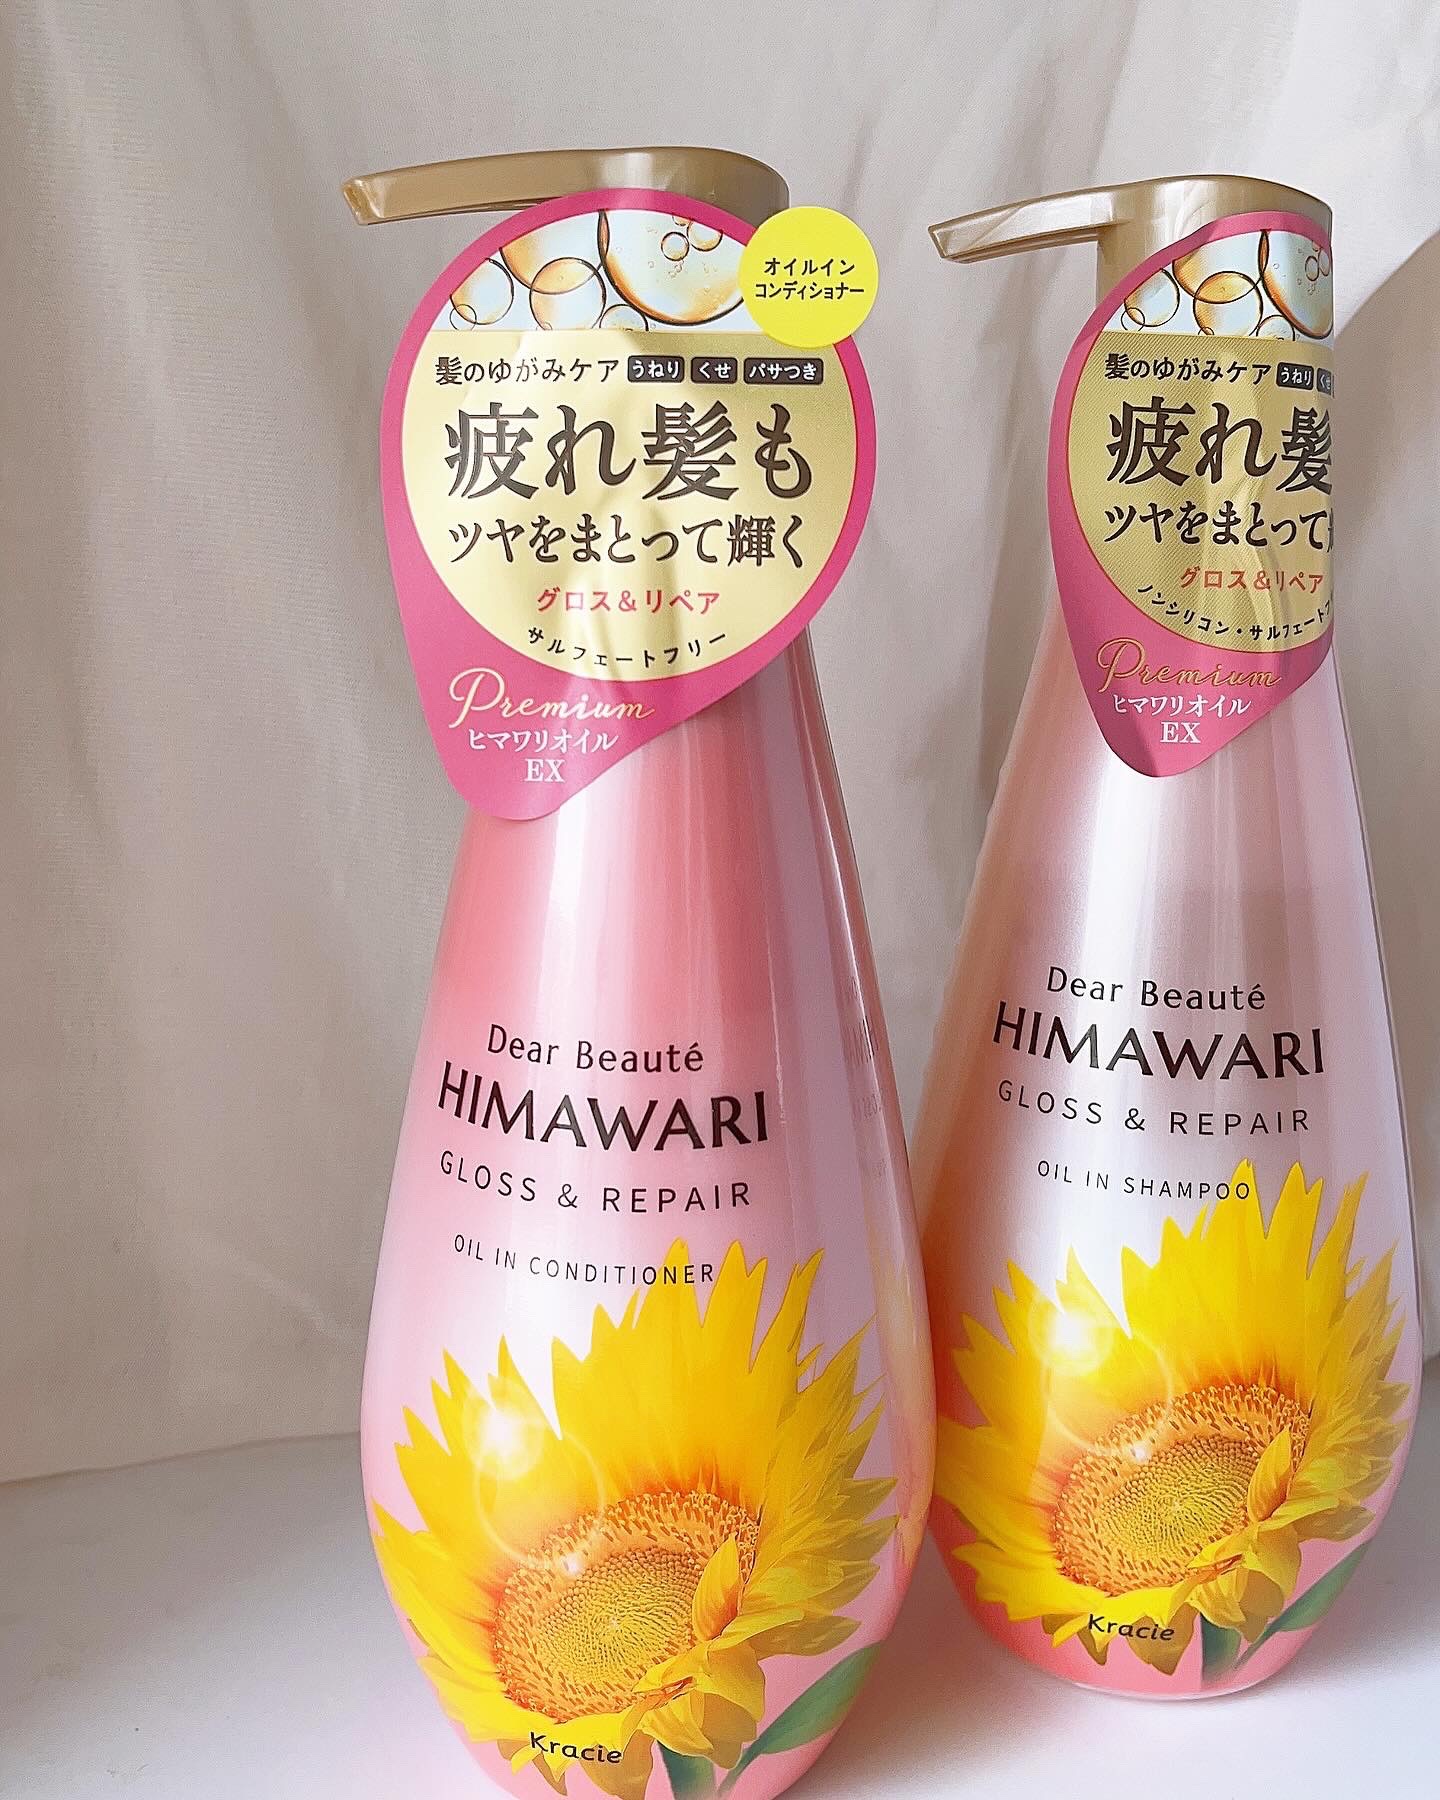 オイルイン
コンディショナー
髪のゆがみケア うねり くせ パサつき
疲れ髪も
ツヤをまとって輝く
グロス&リペア
サルフェートフリー
Premium
ヒマワリオイル
EX
Dear Beauté
HIMAWARI
GLOSS & REPAIR
OIL IN CONDITIONER
Kracie
髪のゆがみケア うねり くせ
疲れ髪
ツヤをまとって
グロス&リペア
ノンシリコン・サルフェートフ
Premium
ヒマワリオイル
EX
Dear Beauté
HIMAWARI
GLOSS & REPAIR
OIL IN SHAMPOO
Kracie